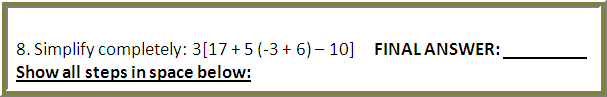 8. Simplify completely: 3[17 + 5 (-3 + 6) – 10] FINAL ANSWER:__________
Show all steps in space below: